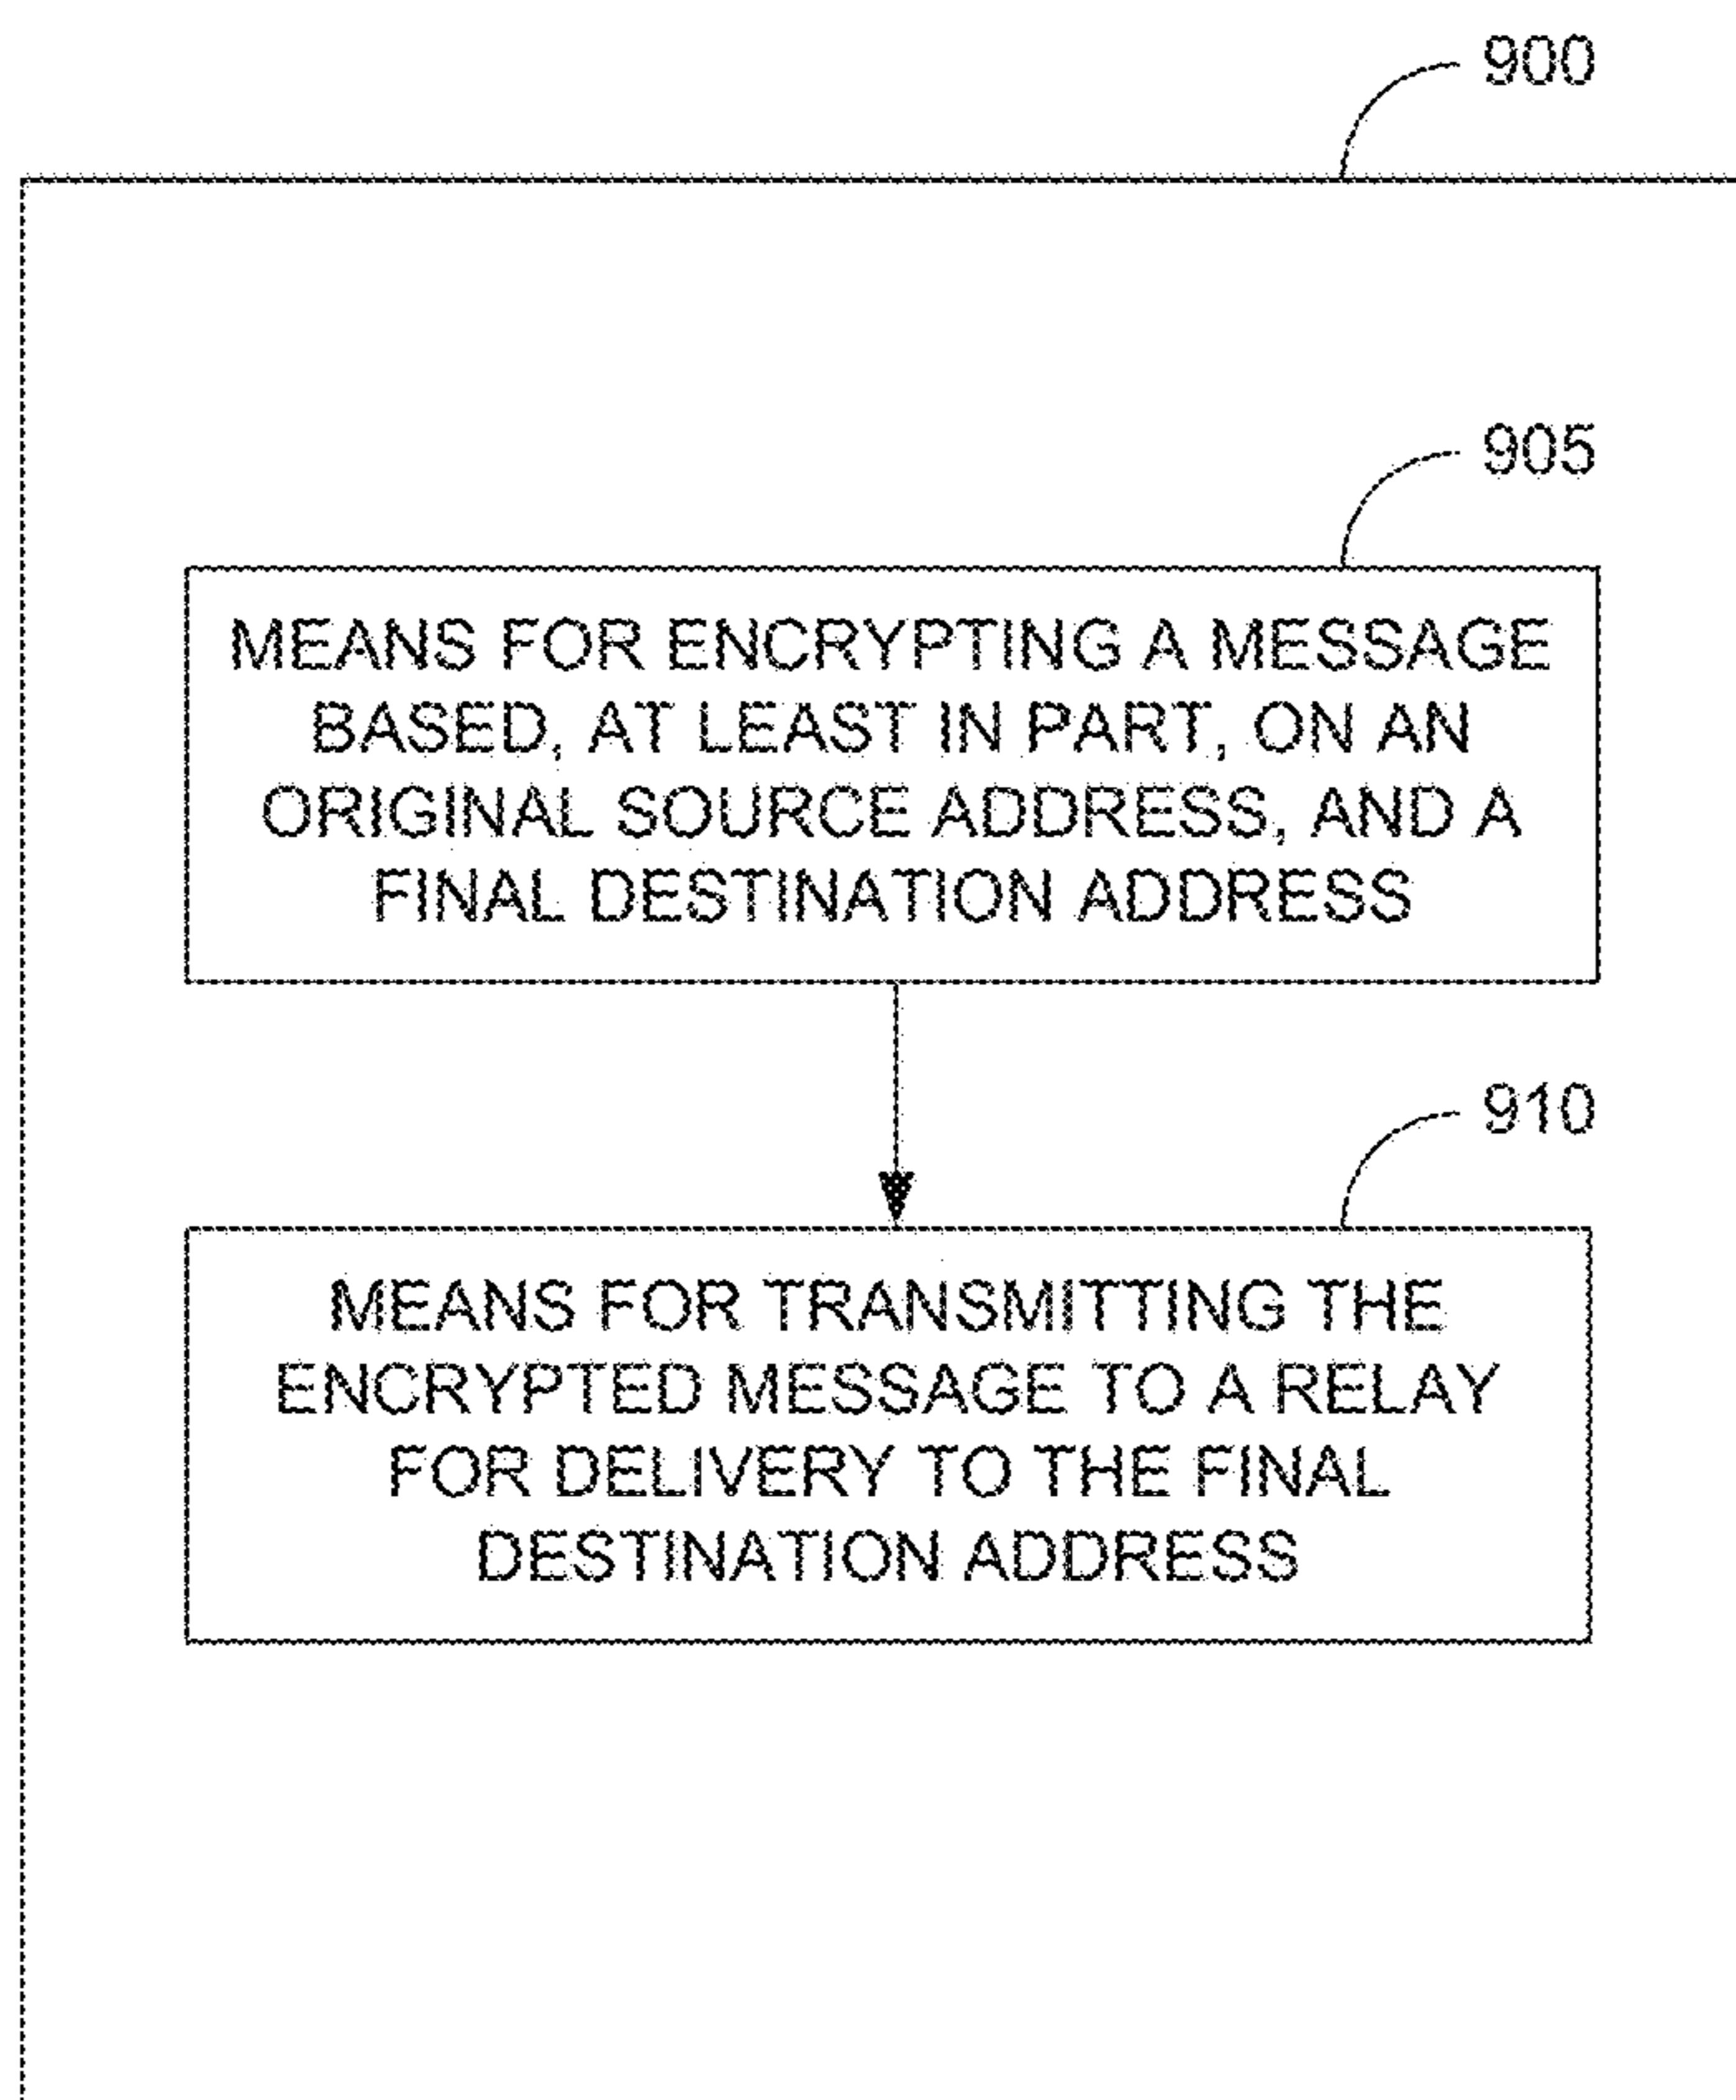 900
905
MEANS FOR ENCRYPTING A MESSAGE
BASED, AT LEAST IN PART, ON AN
ORIGINAL SOURCE ADDRESS, AND A
FINAL DESTINATION ADDRESS
910
MEANS FOR TRANSMITTING THE
ENCRYPTED MESSAGE TO A RELAY
FOR DELIVERY TO THE FINAL
DESTINATION ADDRESS